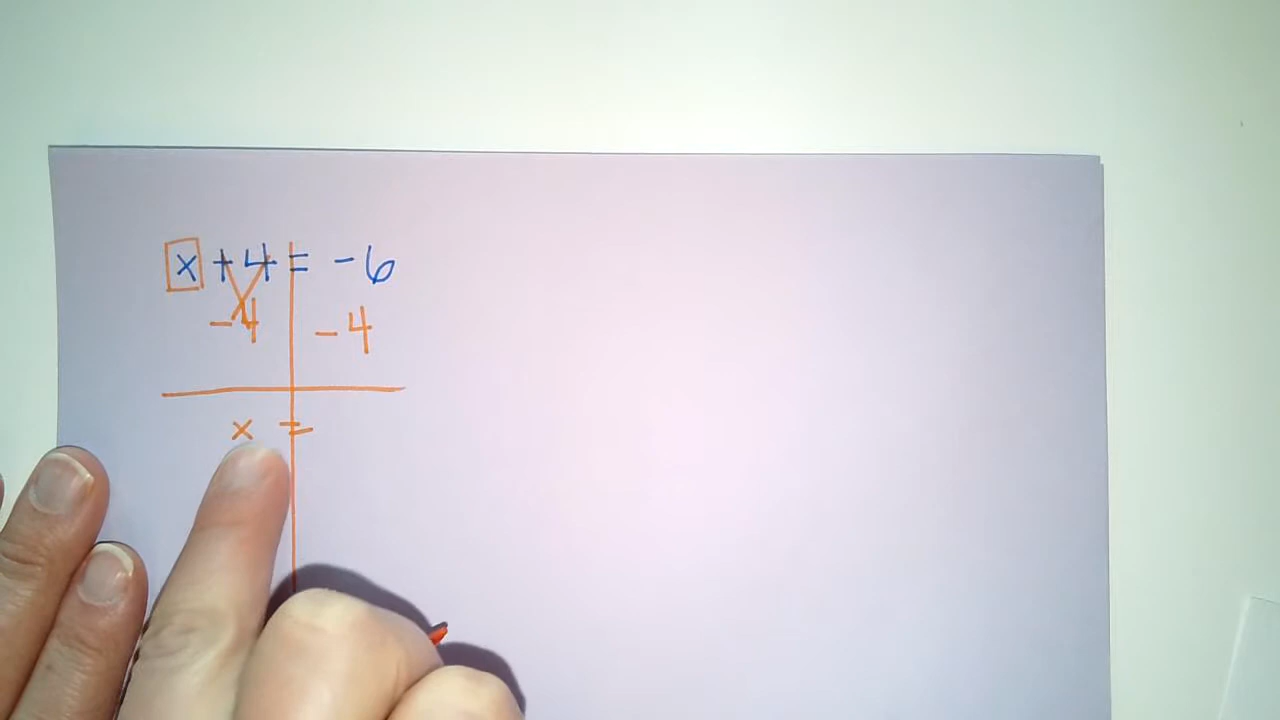 x + 4 = -6
-4 -4
x =